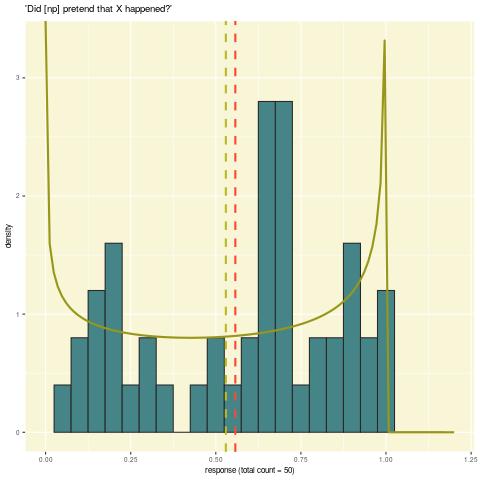 'Did [np] pretend that X happened?'
density
3
2
1
0
0.00 0.25 0.50 0.75 1.00 1.25
response (total count = 50)